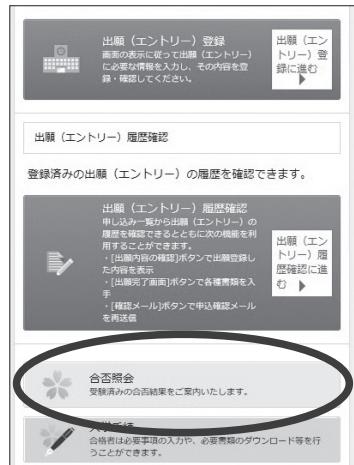 出願（エントリー）登録
画面の表示に従って出願（エントリー）
に必要な情報を入力し、その内容を登
録・確認してください。
出願（エン
トリー）登
録に進む
▶
出願（エントリー）履歴確認
登録済みの出願（エントリー）の履歴を確認できます。
出願（エントリー）履歴確認
申し込み一覧から出願（エントリー）の
履歴を確認できるとともに次の機能を利
用することができます。
・[出願内容の確認]ボタンで出願登録し
た内容を表示
・[出願完了画面]ボタンで各種書類を入
手
・[確認メール]ボタンで申込確認メール
を再送信
出願（エン
トリー）履
歴確認に進
む ▶
合否照会
受験済みの合否結果をご案内いたします。
入学手続
合格者は必要事項の入力や、必要書類のダウンロード等を行
うことができます。